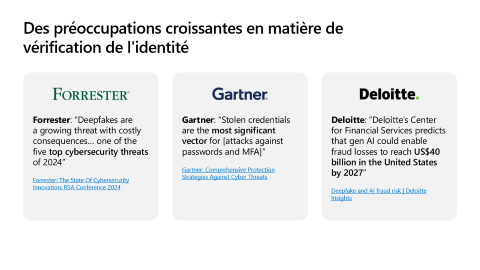 Des préoccupations croissantes en matière de
vérification de l'identité
FORRESTER®
Forrester: "Deepfakes are
a growing threat with costly
consequences... one of the
five top cybersecurity threats
of 2024"
Forrester: The State Of Cybersecurity
Innovation: RSA Conference 2024
Gartner
Gartner: "Stolen credentials
are the most significant
vector for [attacks against
passwords and MFA]"
Gartner: Comprehensive Protection
Strategies Against Cyber Threats
Deloitte.
Deloitte: "Deloitte's Center
for Financial Services predicts
that gen AI could enable
fraud losses to reach US$40
billion in the United States
by 2027"
Deepfake and AI fraud risk | Deloitte
Insights